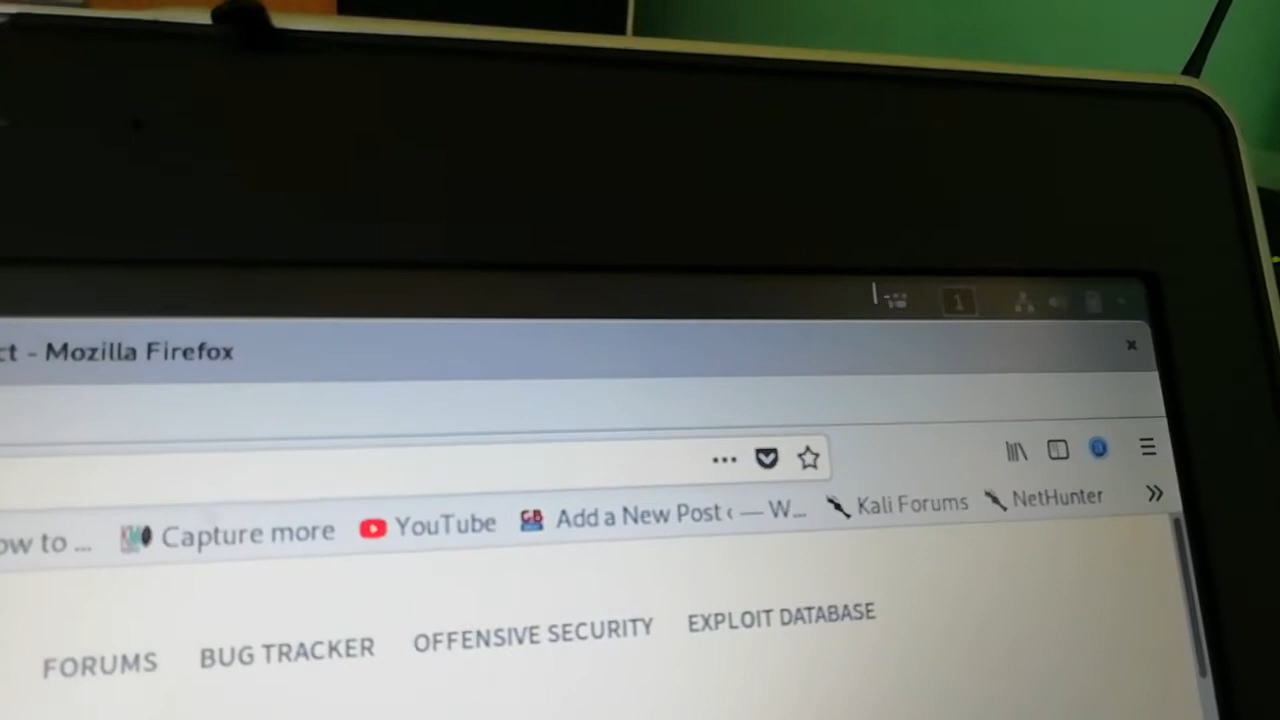 1
ct - Mozilla Firefox
ow to ... Capture more YouTube Add a New Post ‹ — W... Kali Forums NetHunter
FORUMS BUG TRACKER OFFENSIVE SECURITY EXPLOIT DATABASE